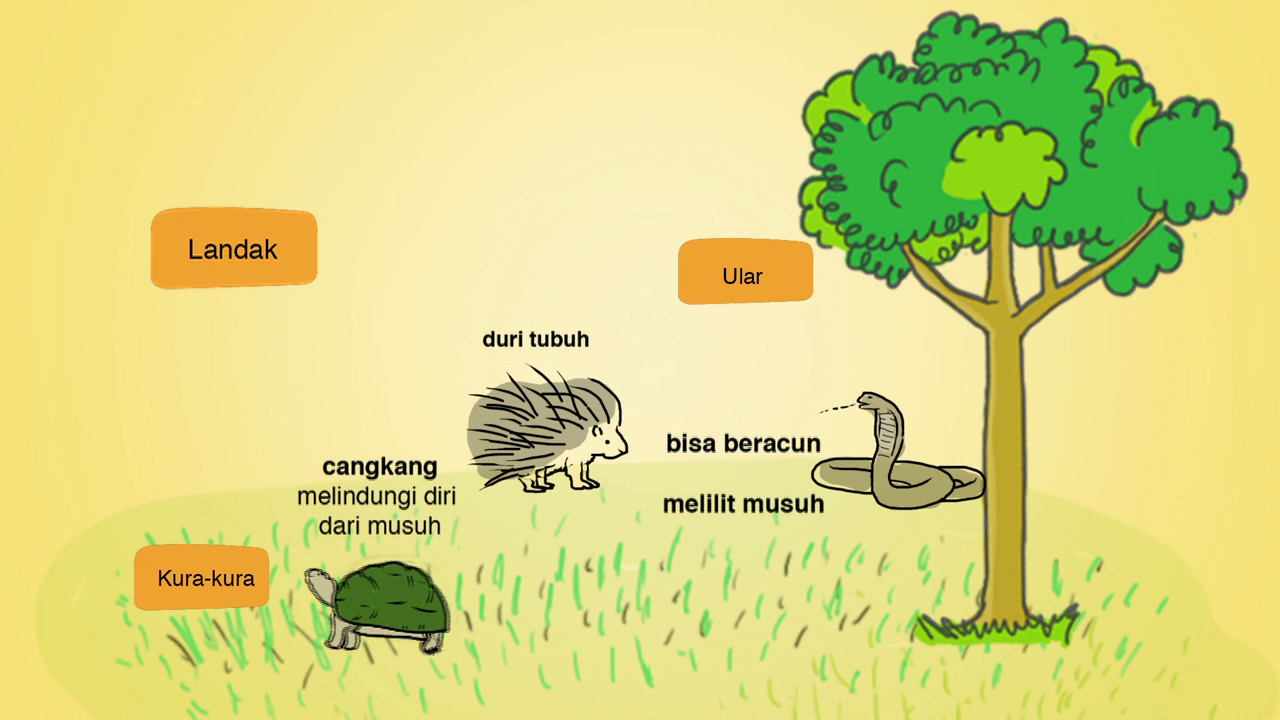 Landak
Ular
duri tubuh
bisa beracun
melilit musuh
cangkang
melindungi diri
dari musuh
Kura-kura